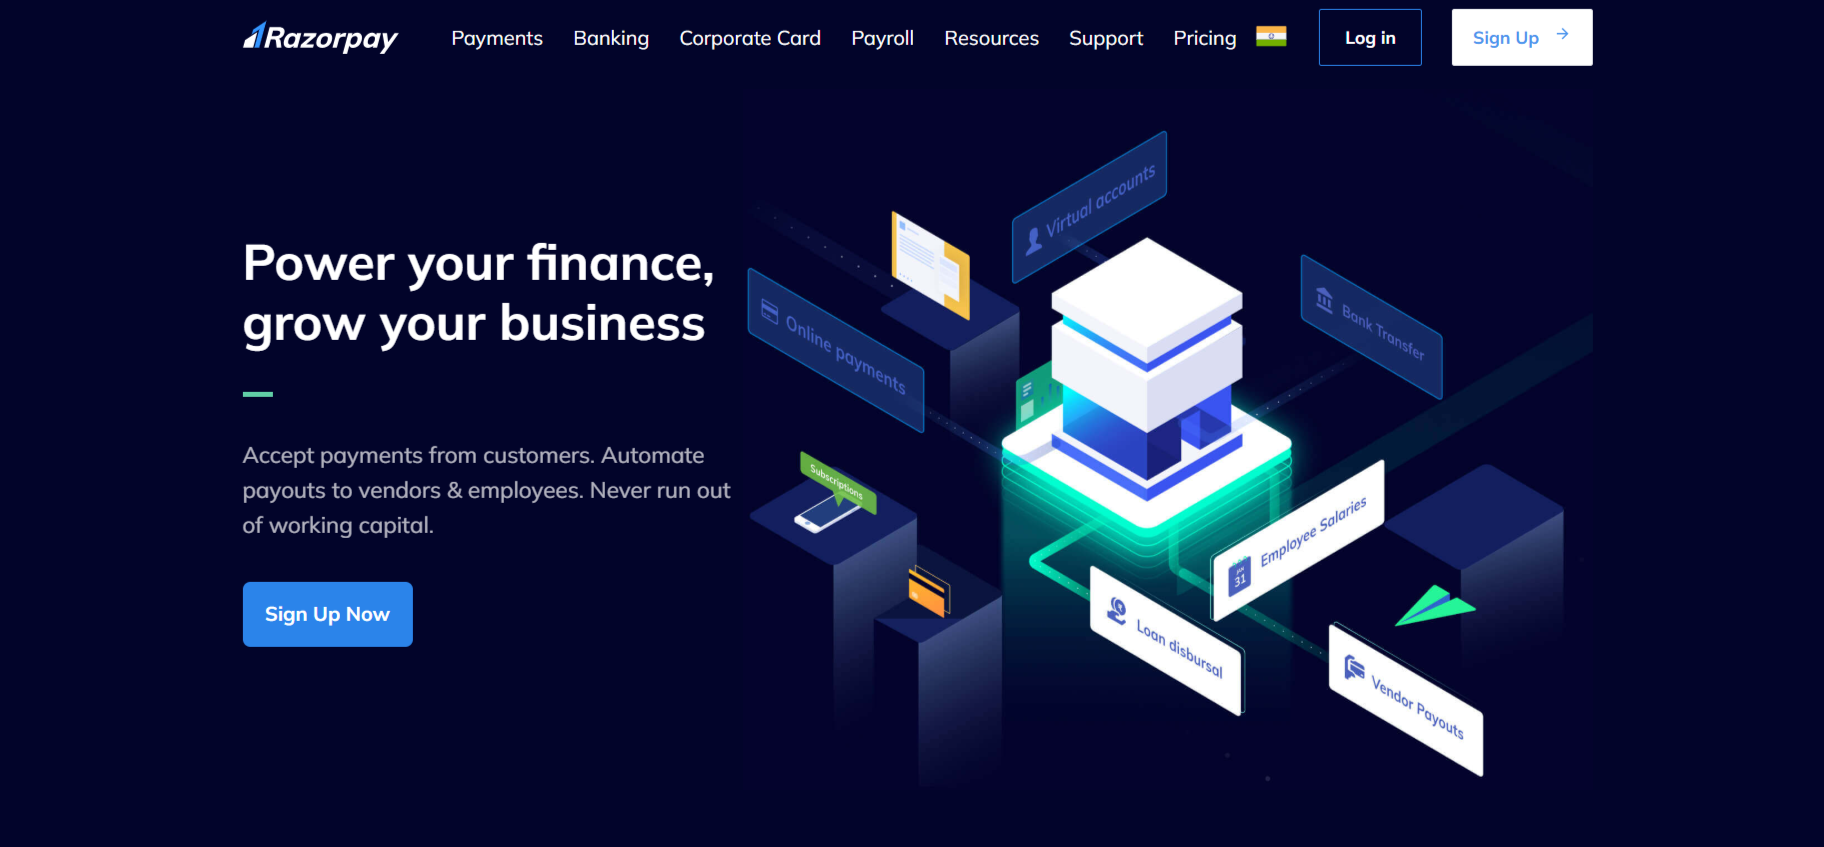 Razorpay
Payments
Banking
Corporate Card
Payroll
Resources
Support
Pricing
Log in
Sign Up
Power your finance,
grow your business
Accept payments from customers. Automate
payouts to vendors & employees. Never run out
of working capital.
Sign Up Now
Virtual accounts
Online payments
Bank Transfer
Subscriptions
JAN
31
Employee Salaries
Loan disbursal
Vendor Payouts